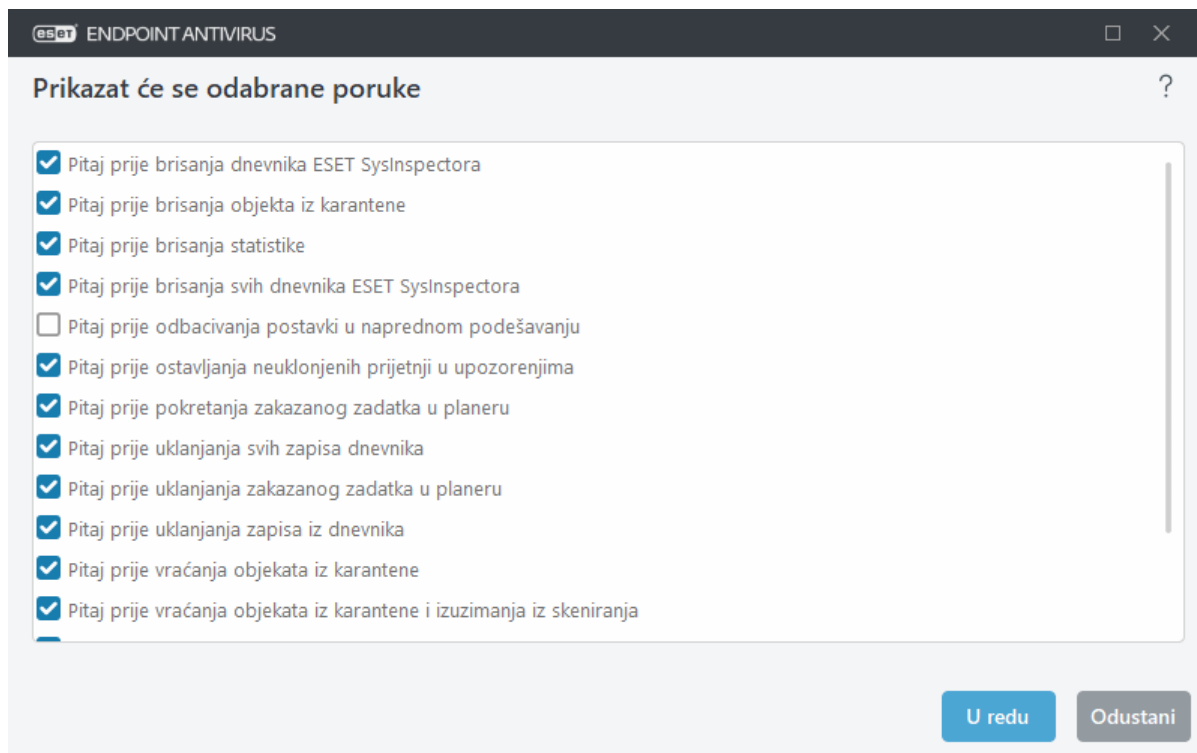 eset ENDPOINT ANTIVIRUS
Prikazat će se odabrane poruke
?
Pitaj prije brisanja dnevnika ESET SysInspectora
Pitaj prije brisanja objekta iz karantene
Pitaj prije brisanja statistike
Pitaj prije brisanja svih dnevnika ESET SysInspectora
Pitaj prije odbacivanja postavki u naprednom podešavanju
Pitaj prije ostavljanja neuklonjenih prijetnji u upozorenjima
Pitaj prije pokretanja zakazanog zadatka u planeru
Pitaj prije uklanjanja svih zapisa dnevnika
Pitaj prije uklanjanja zakazanog zadatka u planeru
Pitaj prije uklanjanja zapisa iz dnevnika
Pitaj prije vraćanja objekata iz karantene
Pitaj prije vraćanja objekata iz karantene i izuzimanja iz skeniranja
U redu
Odustani